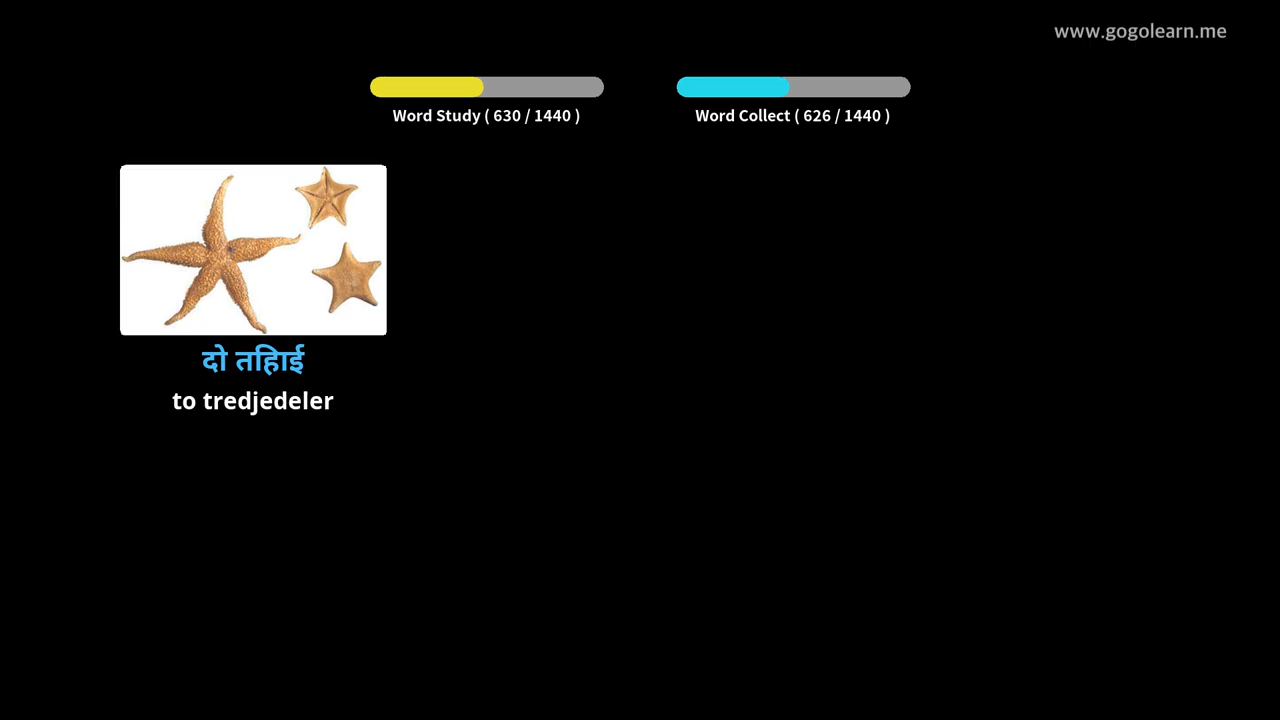 www.gogolearn.me
Word Study ( 630 / 1440 )
Word Collect ( 626 / 1440 )
दो तहिाई
to tredjedeler